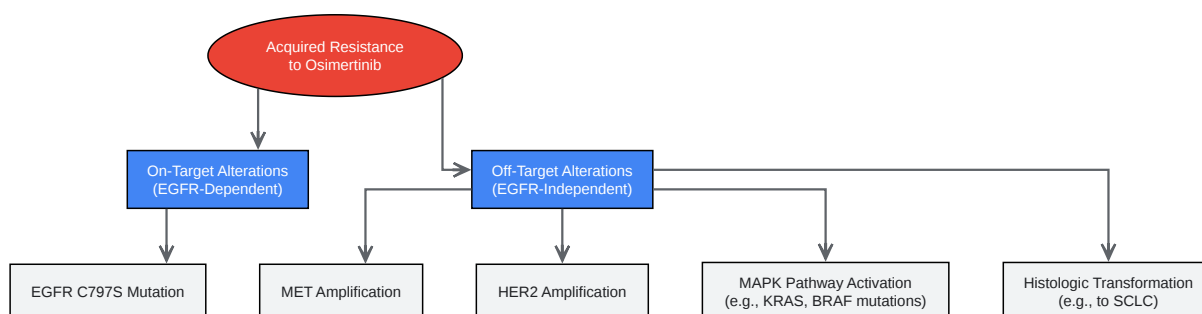 Acquired Resistance
to Osimertinib
On-Target Alterations
(EGFR-Dependent)
Off-Target Alterations
(EGFR-Independent)
EGFR C797S Mutation
MET Amplification
HER2 Amplification
MAPK Pathway Activation
(e.g., KRAS, BRAF mutations)
Histologic Transformation
(e.g., to SCLC)